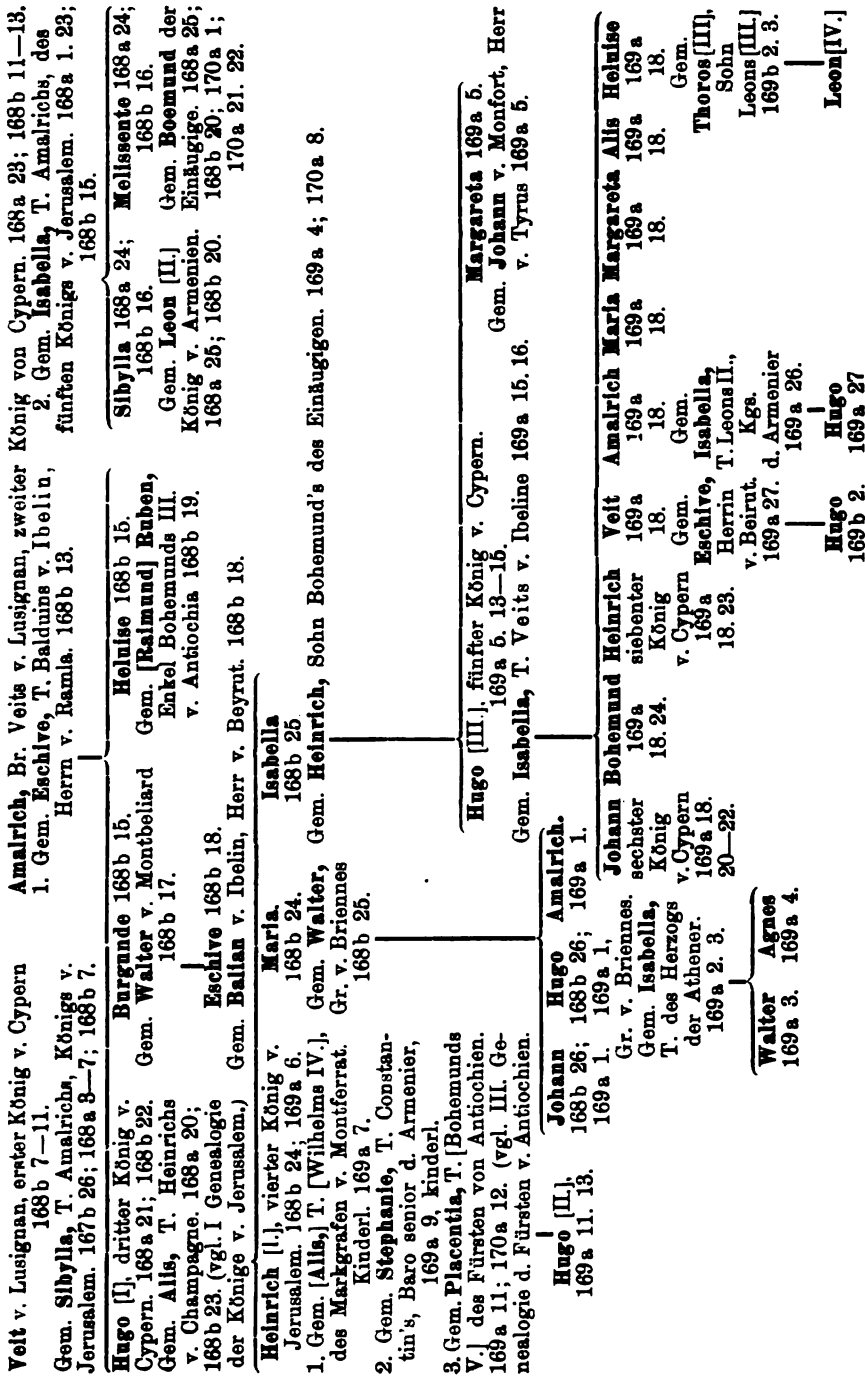 Veit v. Lusignan, erster König v. Cypern
168b 7—11.
Gem. Sibylla, T. Amalrichs, Königs v.
Jerusalem. 167b 26; 168a 3—7; 168b 7.
Amalrich, Br. Veits v. Lusignan, zweiter König von Cypern. 168a 23; 168b 11—13.
1. Gem. Eschive, T. Balduins v. Ibelin,
Herrn v. Ramla. 168b 13.
2. Gem. Isabella, T. Amalrichs, des
fünften Königs v. Jerusalem. 168a 1. 23;
168b 15.
Hugo [I], dritter König v.
Cypern. 168a 21; 168b 22.
Gem. Alis, T. Heinrichs
v. Champagne. 168a 20;
168b 23. (vgl. I Genealogie
der Könige v. Jerusalem.)
Burgunde 168b 15.
Gem. Walter v. Montbeliard
168b 17.
Eschive 168b 18.
Gem. Balian v. Ibelin, Herr v. Beyrut. 168b 18.
Heluise 168b 15.
Gem. [Raimund] Ruben,
Enkel Bohemunds III.
v. Antiochia 168b 19.
Sibylla 168a 24;
168b 16.
Gem. Leon [II.]
König v. Armenien.
168a 25; 168b 20.
Melissente 168a 24;
168b 16.
Gem. Boemund der
Einäugige. 168a 25;
168b 20; 170a 1;
170a 21. 22.
Heinrich [I.], vierter König v.
Jerusalem. 168b 24; 169a 6.
1. Gem. [Alis,] T. [Wilhelms IV.],
des Markgrafen v. Montferrat.
Kinderl. 169a 7.
2. Gem. Stephanie, T. Constan-
tin's, Baro senior d. Armenier,
169a 9, kinderl.
3. Gem. Placentia, T. [Bohemunds
V.] des Fürsten von Antiochien.
169a 11; 170a 12. (vgl. III. Ge-
nealogie d. Fürsten v. Antiochien.
Hugo [II.],
169a 11. 13.
Maria.
168b 24.
Gem. Walter,
Gr. v. Briennes
168b 25.
Isabella
168b 25
Gem. Heinrich, Sohn Bohemund's des Einäugigen. 169a 4; 170a 8.
Johann
168b 26;
169a 1.
Hugo
168b 26;
169a 1,
Gr. v. Briennes.
Gem. Isabella,
T. des Herzogs
der Athener.
169a 2. 3.
Amalrich.
169a 1.
Walter
169a 3.
Agnes
169a 4.
Hugo [III.], fünfter König v. Cypern.
169a 5. 13—15.
Gem. Isabella, T. Veits v. Ibeline 169a 15. 16.
Margareta 169a 5.
Gem. Johann v. Monfort, Herr
v. Tyrus 169a 5.
Johann
sechster
König
v. Cypern
169a 18.
20—22.
Bohemund
169a
18. 24.
Heinrich
siebenter
König
v. Cypern
169a
18. 23.
Veit
169a
18.
Gem.
Eschive,
Herrin
v. Beirut.
169a 27.
Hugo
169b 2.
Amalrich
169a
18.
Gem.
Isabella,
T. Leons II.,
Kgs.
d. Armenier
169a 26.
Hugo
169a 27
Maria
169a
18.
Margareta
169a
18.
Alis
169a
18.
Heluise
169a
18.
Gem.
Thoros [III],
Sohn
Leons [III.]
169b 2. 3.
Leon [IV.]